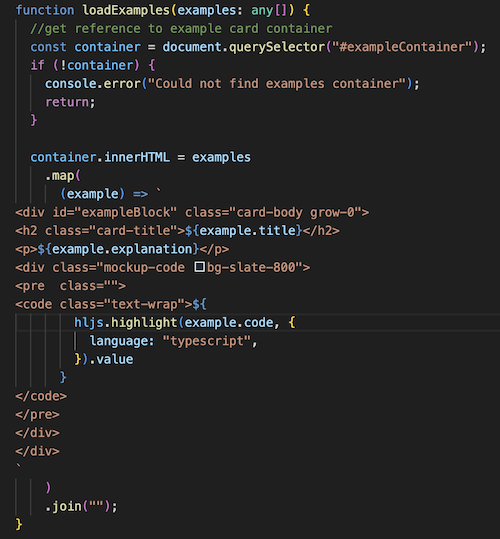 function loadExamples(examples: any[]) {
  //get reference to example card container
  const container = document.querySelector("#exampleContainer");
  if (!container) {
    console.error("Could not find examples container");
    return;
  }

  container.innerHTML = examples
    .map(
      (example) => `
<div id="exampleBlock" class="card-body grow-0">
<h2 class="card-title">${example.title}</h2>
<p>${example.explanation}</p>
<div class="mockup-code bg-slate-800">
<pre  class="">
<code class="text-wrap">${
        hljs.highlight(example.code, {
          language: "typescript",
        }).value
      }
</code>
</pre>
</div>
</div>
`
    )
    .join("");
}